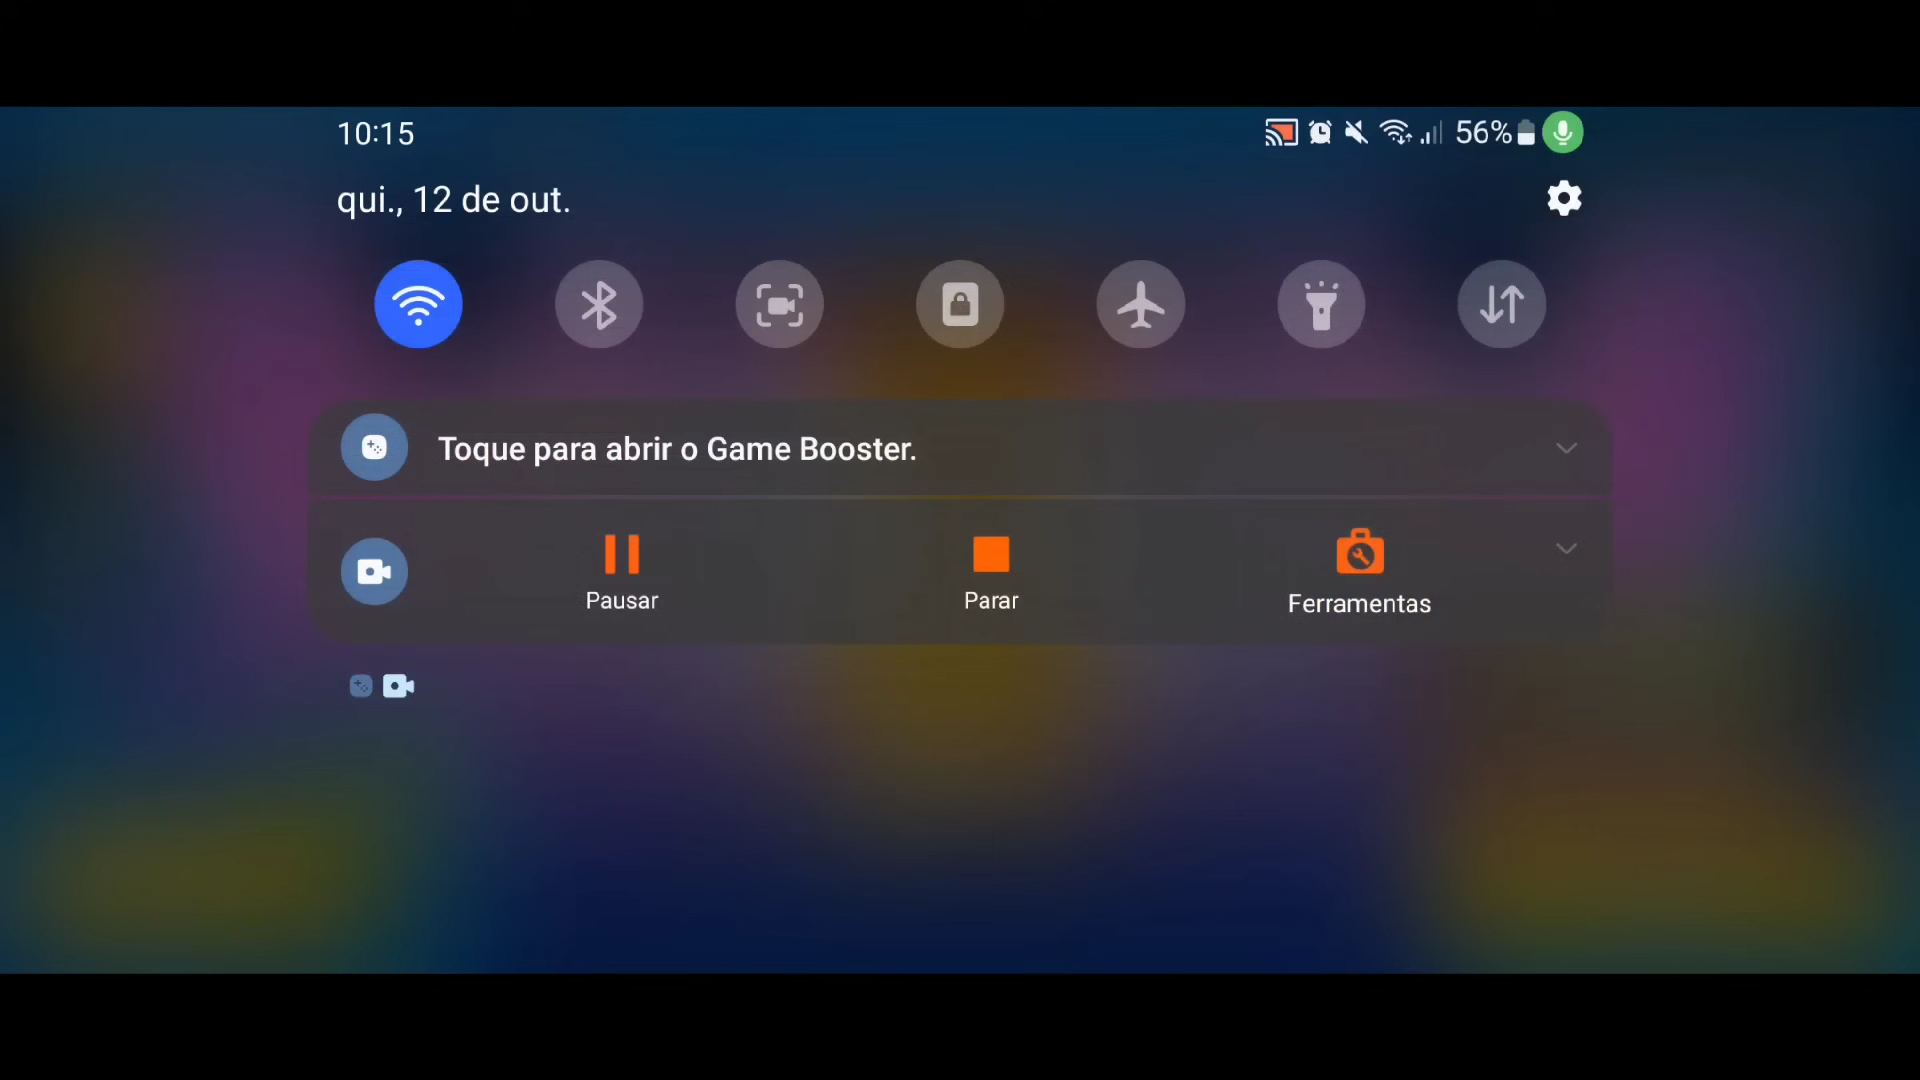 10:15
56%
qui., 12 de out.
Toque para abrir o Game Booster.
Pausar
Parar
Ferramentas